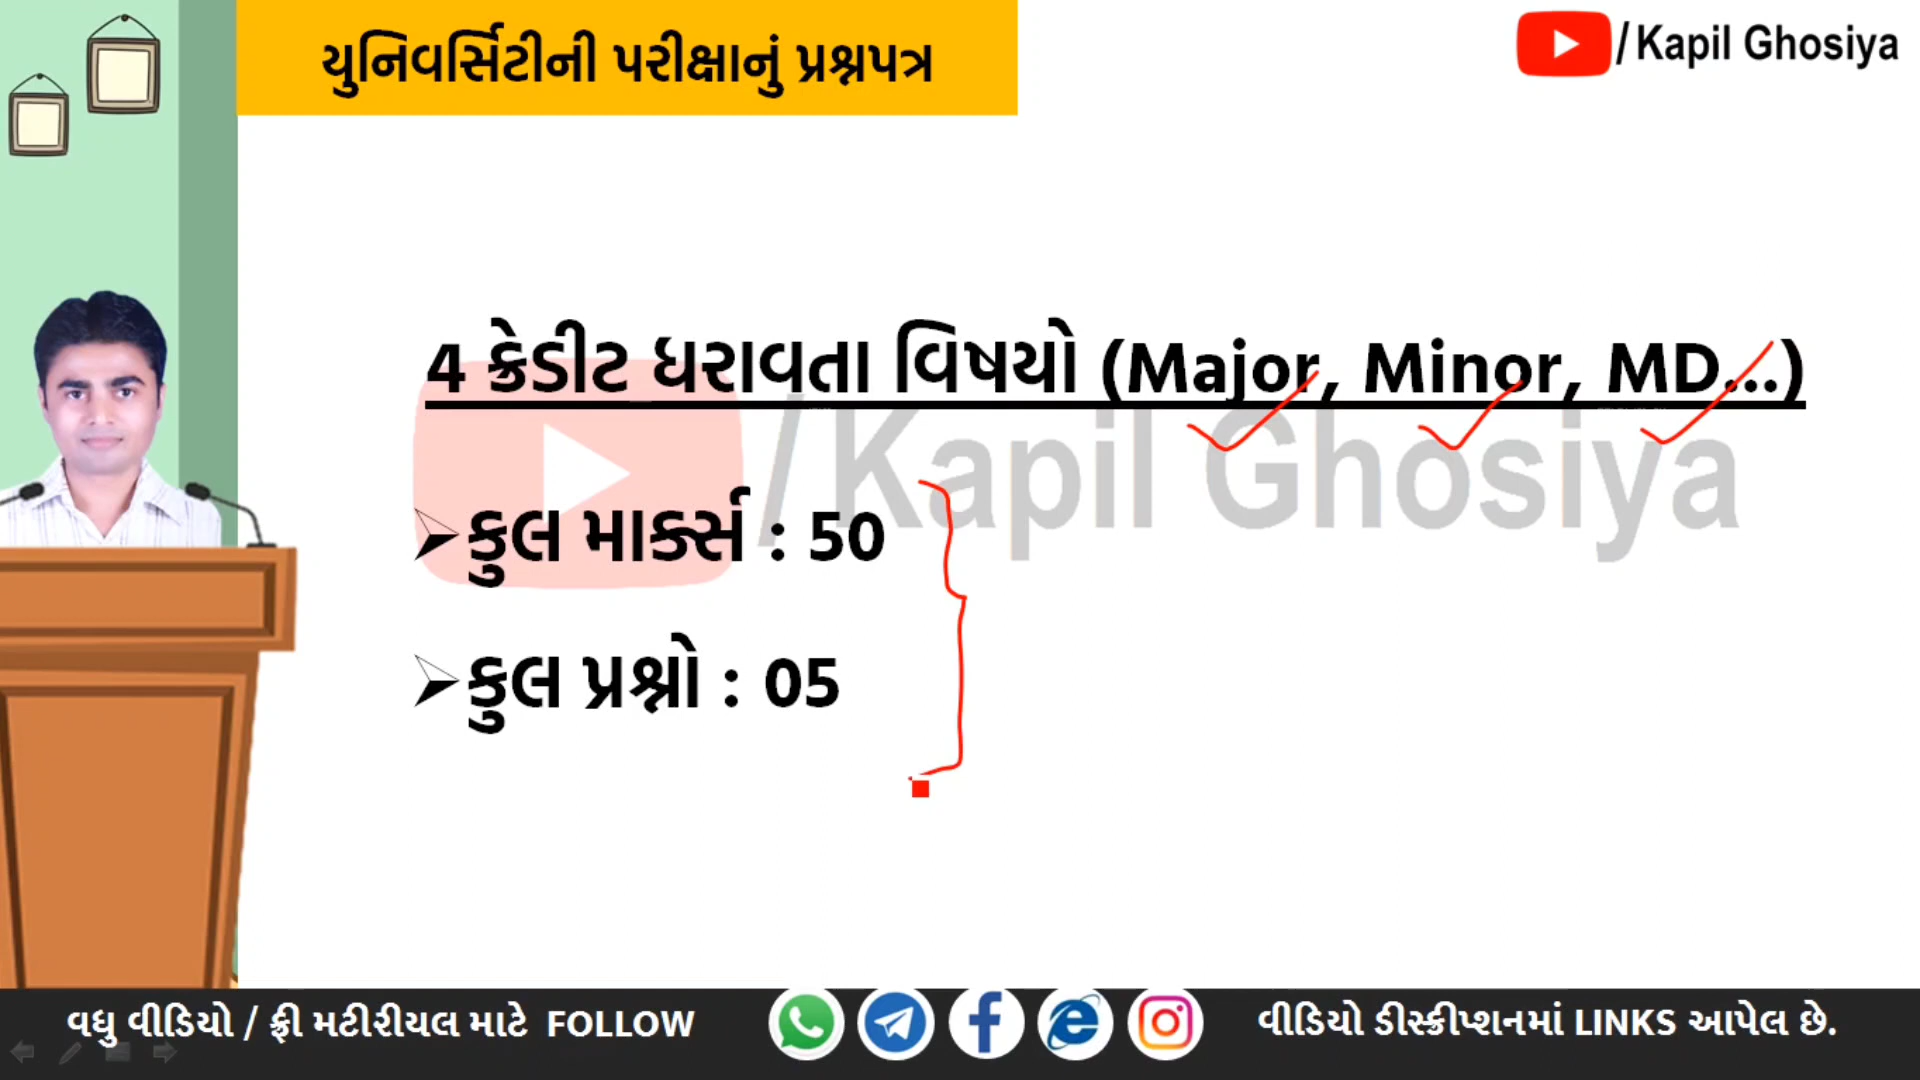 યુનિવર્સિટીની પરીક્ષાનું પ્રશ્નપત્ર
/Kapil Ghosiya
4 ક્રેડીટ ધરાવતા વિષયો (Major, Minor, MD...)
/Kapil Ghosiya
➢કુલ માર્ક્સ : 50
➢કુલ પ્રશ્નો : 05
વધુ વીડિયો / ફ્રી મટીરીયલ માટે FOLLOW
વીડિયો ડીસ્ક્રીપ્શનમાં LINKS આપેલ છે.